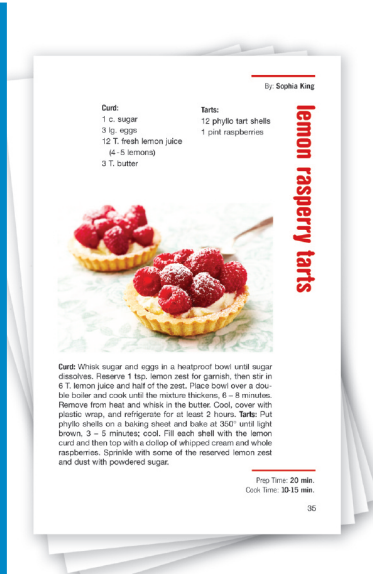 By: Sophia King
lemon rasperry tarts
Curd:
1 c. sugar
3 lg. eggs
12 T. fresh lemon juice
(4-5 lemons)
3 T. butter
Tarts:
12 phyllo tart shells
1 pint raspberries
Curd: Whisk sugar and eggs in a heatproof bowl until sugar
dissolves. Reserve 1 tsp. lemon zest for garnish, then stir in
6 T. lemon juice and half of the zest. Place bowl over a dou-
ble boiler and cook until the mixture thickens, 6 – 8 minutes.
Remove from heat and whisk in the butter. Cool, cover with
plastic wrap, and refrigerate for at least 2 hours. Tarts: Put
phyllo shells on a baking sheet and bake at 350° until light
brown, 3 – 5 minutes; cool. Fill each shell with the lemon
curd and then top with a dollop of whipped cream and whole
raspberries. Sprinkle with some of the reserved lemon zest
and dust with powdered sugar.
Prep Time: 20 min.
Cook Time: 10-15 min.
35